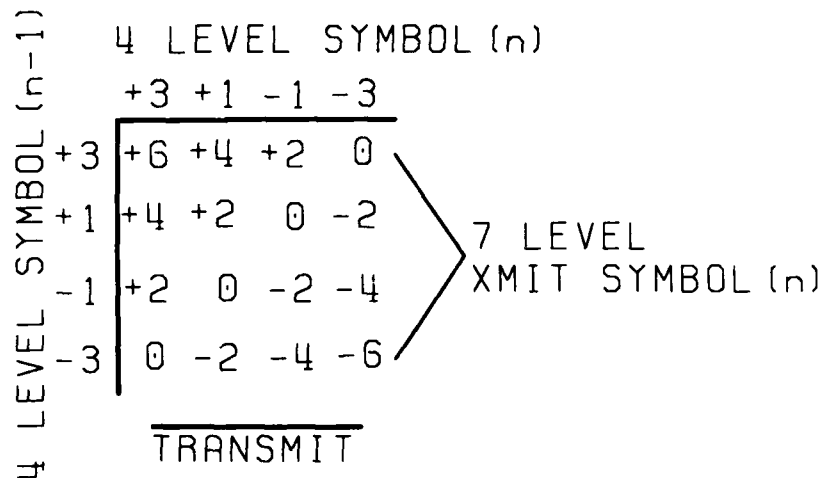 4 LEVEL SYMBOL (n-1)
4 LEVEL SYMBOL (n)
+3 +1 -1 -3
+3 +6 +4 +2 0
+1 +4 +2 0 -2
-1 +2 0 -2 -4
-3 0 -2 -4 -6
7 LEVEL
XMIT SYMBOL (n)
TRANSMIT